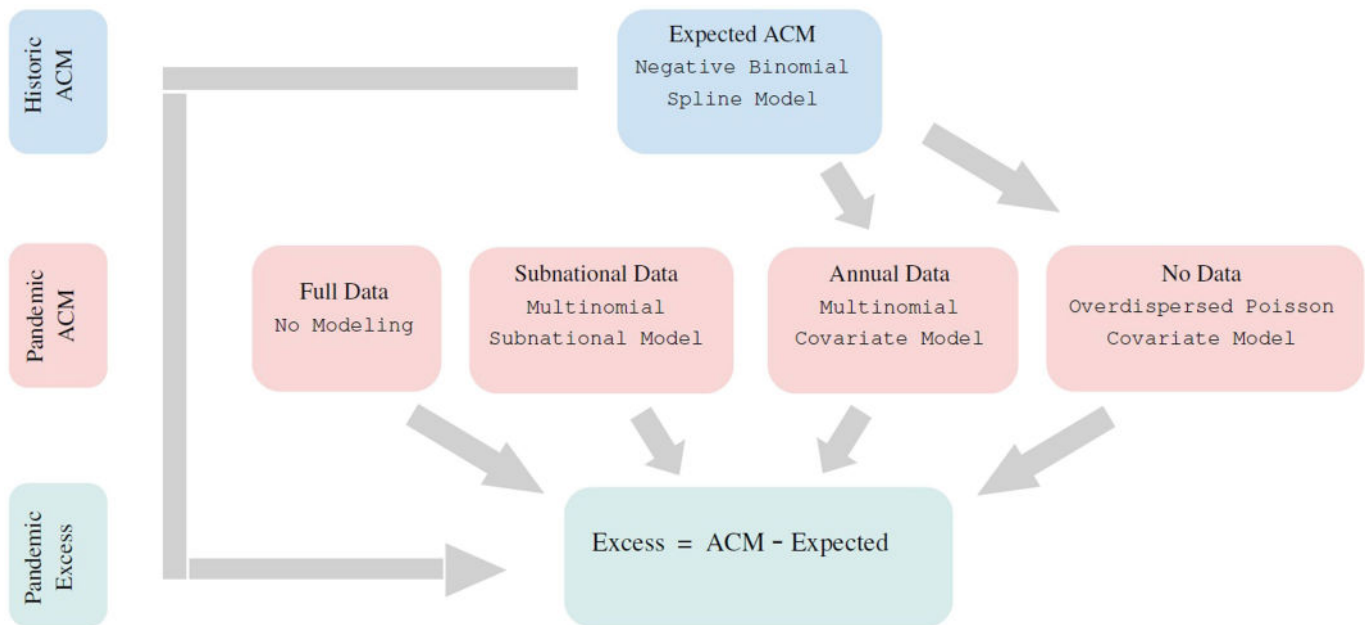 Historic
ACM
Expected ACM
Negative Binomial
Spline Model
Pandemic
ACM
Full Data
No Modeling
Subnational Data
Multinomial
Subnational Model
Annual Data
Multinomial
Covariate Model
No Data
Overdispersed Poisson
Covariate Model
Pandemic
Excess
Excess = ACM - Expected